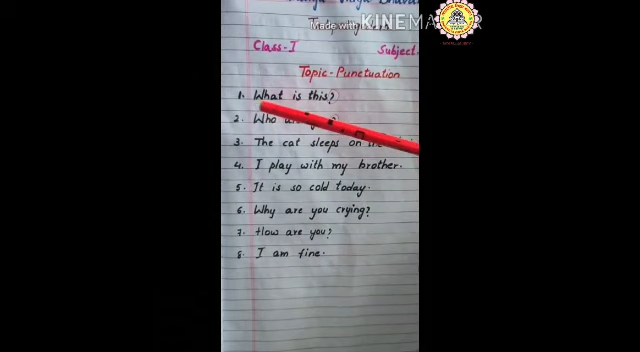 Made with KINEMASTER
Class-I Subject
Topic - Punctuation
1. What is this?
2. Who
3. The cat sleeps on the
4. I play with my brother.
5. It is so cold today.
6. Why are you crying?
7. How are you?
8. I am fine.